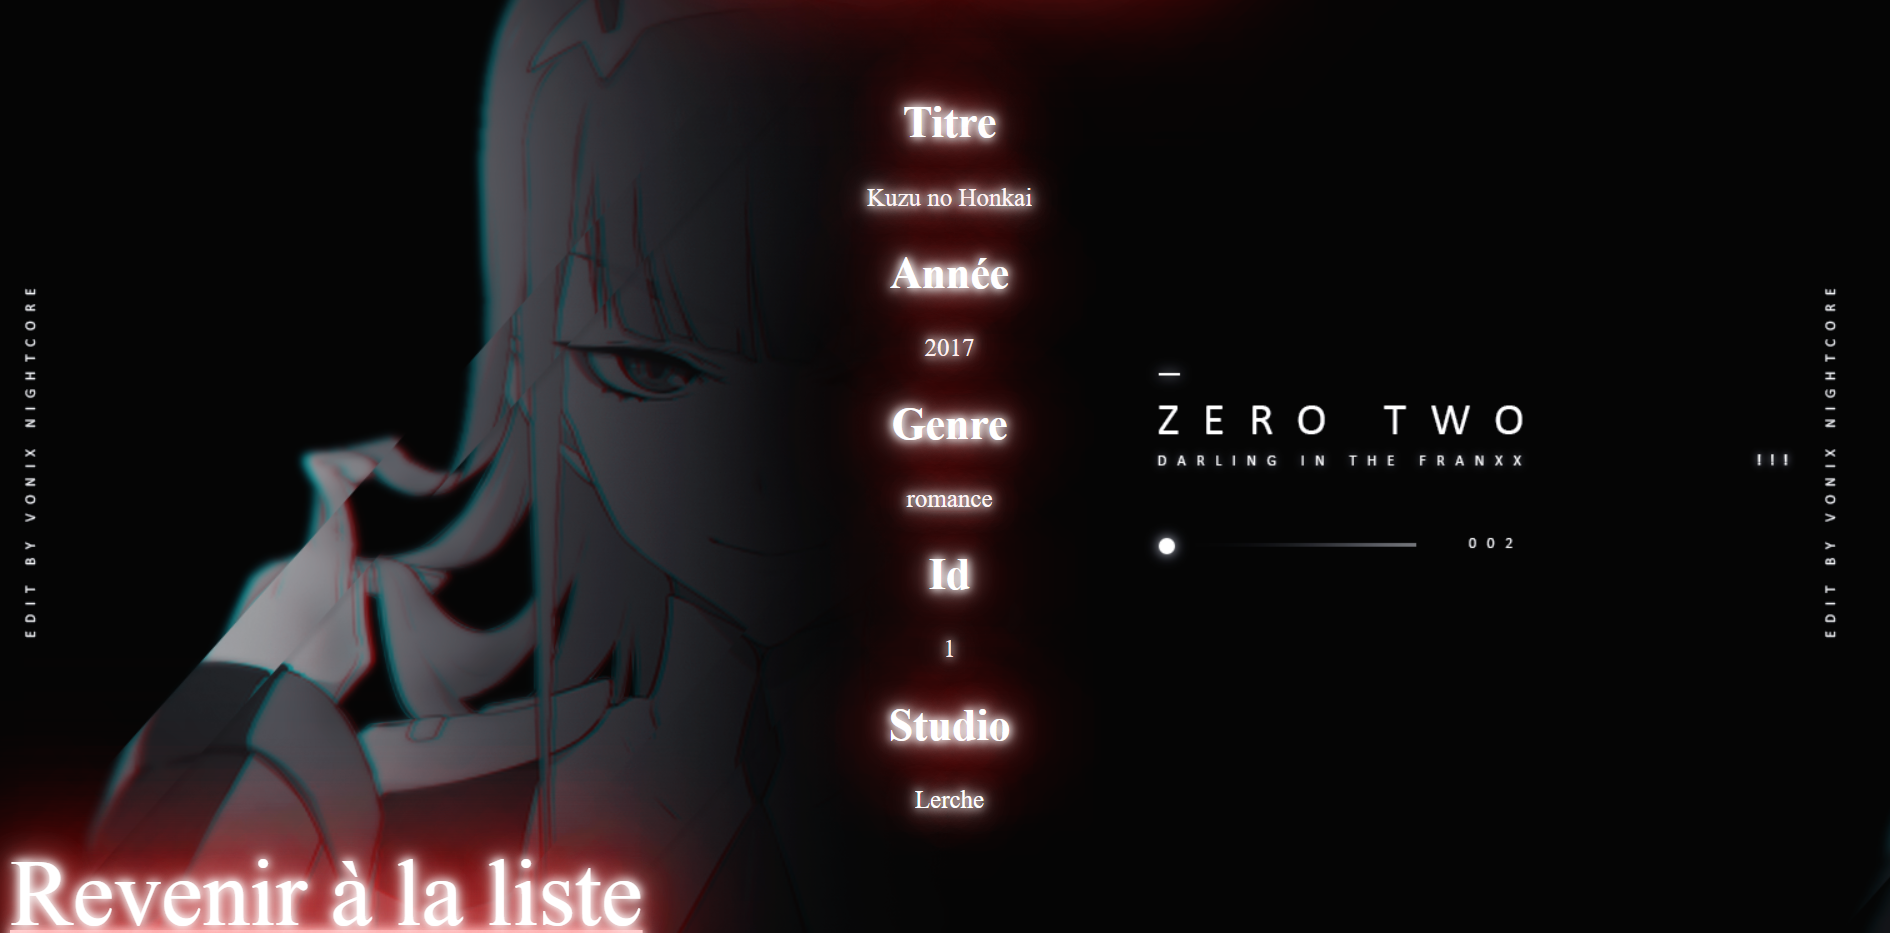 Titre
Kuzu no Honkai
Année
2017
Genre
romance
Id
1
Studio
Lerche
Revenir à la liste
EDIT BY VONIX NIGHTCORE
ZERO TWO
DARLING IN THE FRANXX
002
!!!
EDIT BY VONIX NIGHTCORE